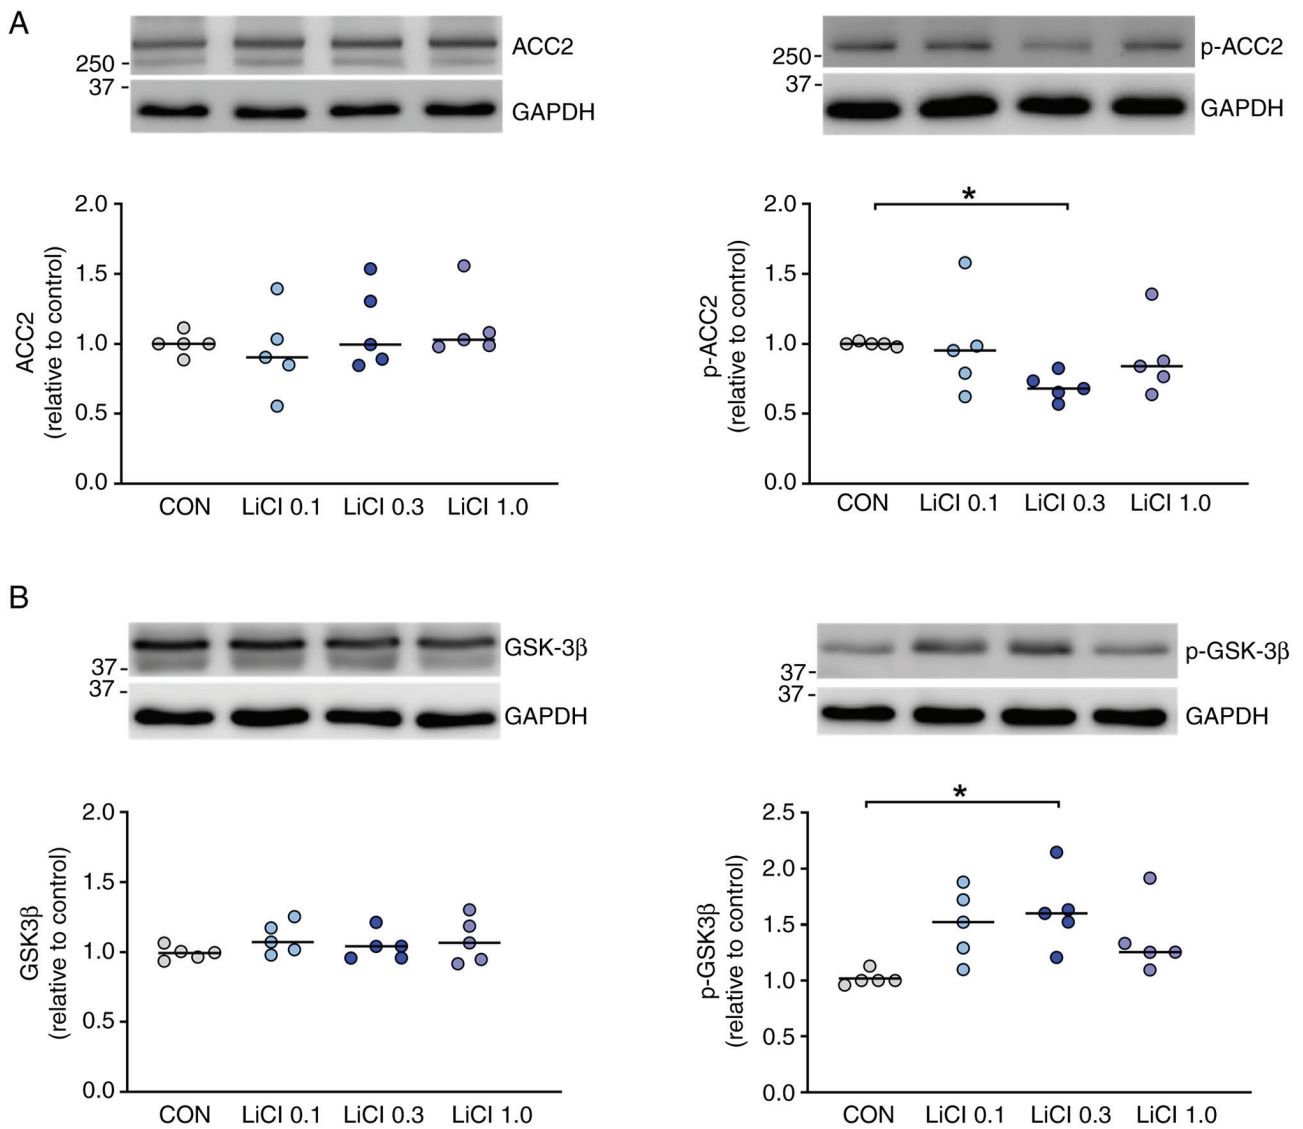 A
ACC2
250
37
GAPDH
p-ACC2
250
37
GAPDH
2.0
1.5
1.0
0.5
0.0
ACC2
(relative to control)
CON LiCl 0.1 LiCl 0.3 LiCl 1.0
*
2.0
1.5
1.0
0.5
0.0
p-ACC2
(relative to control)
CON LiCl 0.1 LiCl 0.3 LiCl 1.0
B
GSK-3β
37
37
GAPDH
p-GSK-3β
37
37
GAPDH
2.0
1.5
1.0
0.5
0.0
GSK3β
(relative to control)
CON LiCl 0.1 LiCl 0.3 LiCl 1.0
*
2.5
2.0
1.5
1.0
0.5
0.0
p-GSK3β
(relative to control)
CON LiCl 0.1 LiCl 0.3 LiCl 1.0